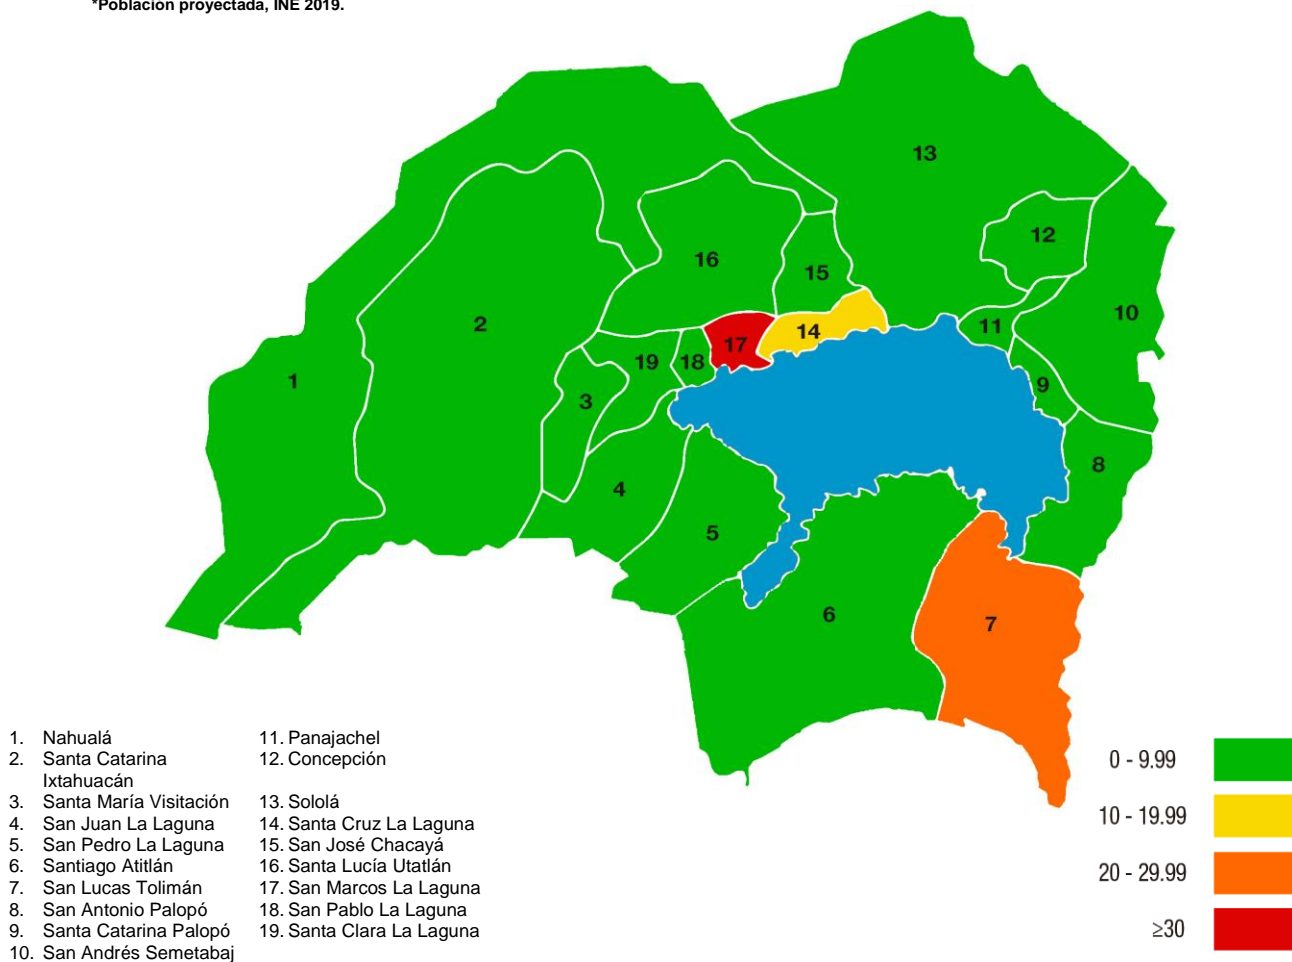 *Población proyectada, INE 2019.
13
12
16
15
10
2
14
11
17
19
18
1
9
3
8
4
5
6
7
1. Nahualá
2. Santa Catarina
Ixtahuacán
3. Santa María Visitación
4. San Juan La Laguna
5. San Pedro La Laguna
6. Santiago Atitlán
7. San Lucas Tolimán
8. San Antonio Palopó
9. Santa Catarina Palopó
10. San Andrés Semetabaj
11. Panajachel
12. Concepción
13. Sololá
14. Santa Cruz La Laguna
15. San José Chacayá
16. Santa Lucía Utatlán
17. San Marcos La Laguna
18. San Pablo La Laguna
19. Santa Clara La Laguna
0 - 9.99
10 - 19.99
20 - 29.99
≥30